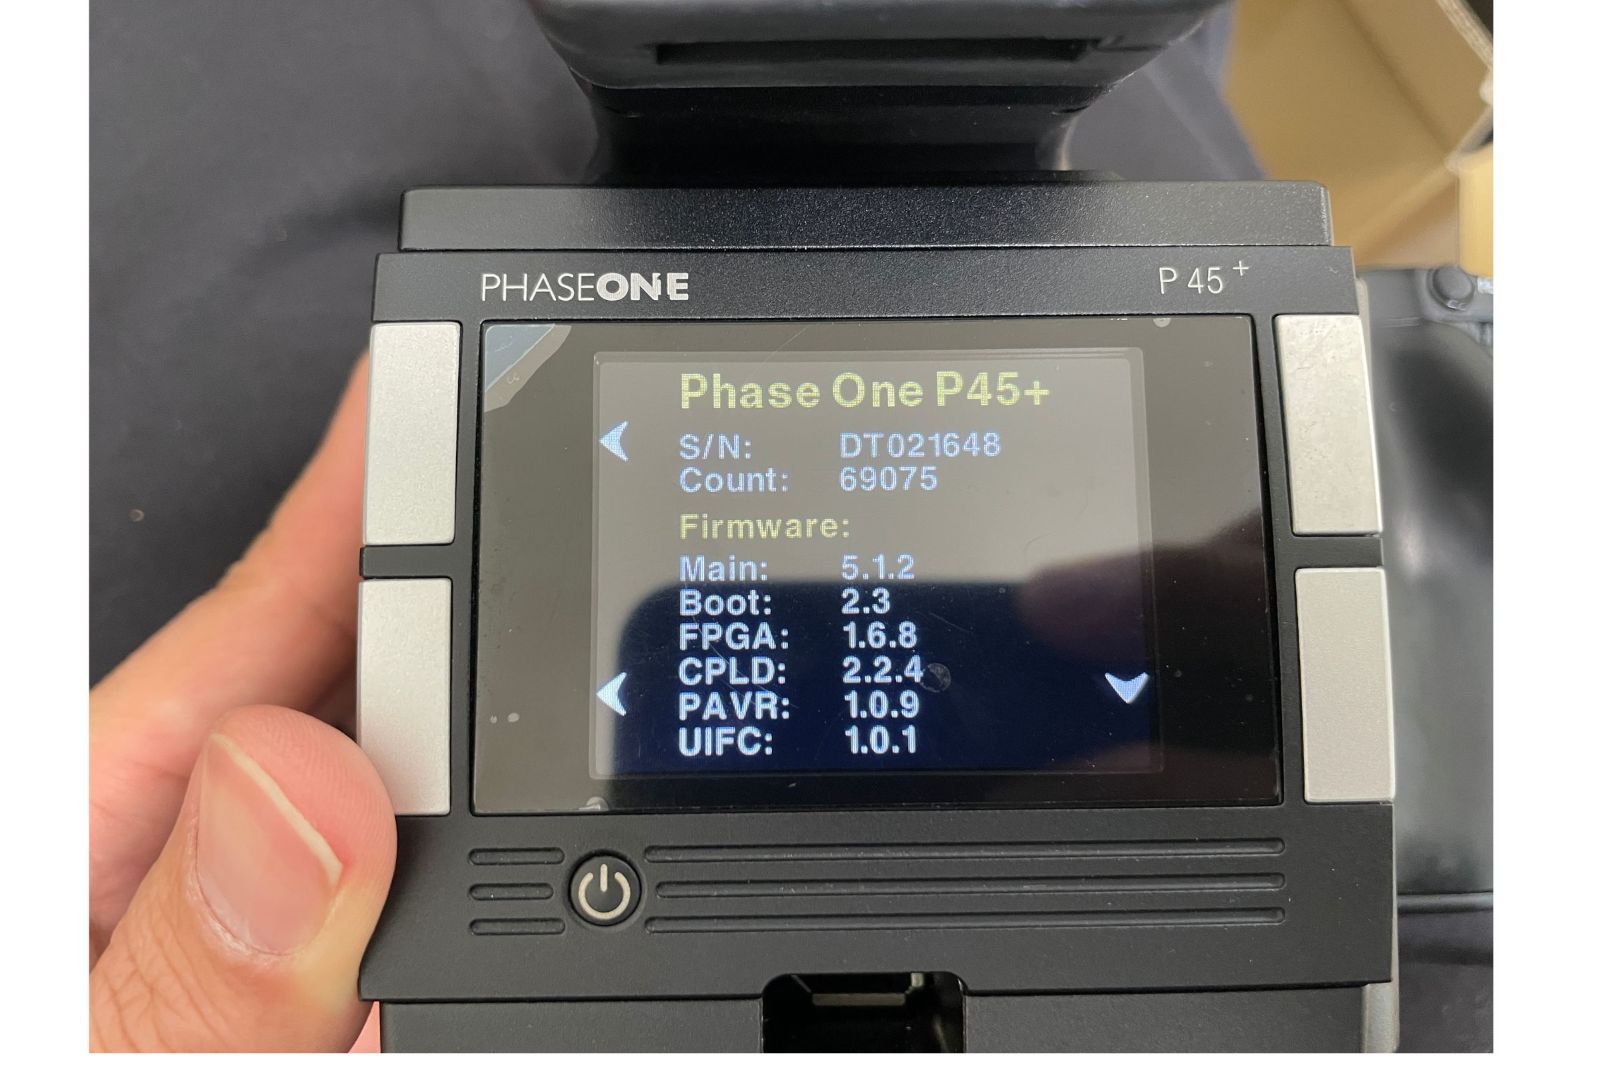 PHASEONE P 45+
Phase One P45+
S/N: DT021648
Count: 69075
Firmware:
Main: 5.1.2
Boot: 2.3
FPGA: 1.6.8
CPLD: 2.2.4
PAVR: 1.0.9
UIFC: 1.0.1